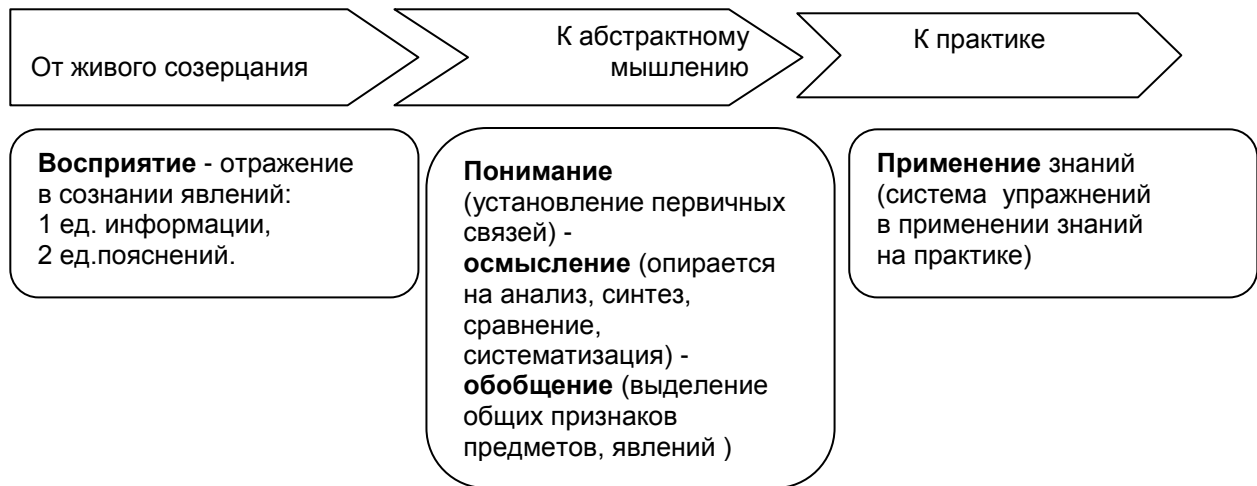 От живого созерцания
К абстрактному
мышлению
К практике
Восприятие - отражение
в сознании явлений:
1 ед. информации,
2 ед.пояснений.
Понимание
(установление первичных
связей) -
осмысление (опирается
на анализ, синтез,
сравнение,
систематизация) -
обобщение (выделение
общих признаков
предметов, явлений )
Применение знаний
(система упражнений
в применении знаний
на практике)